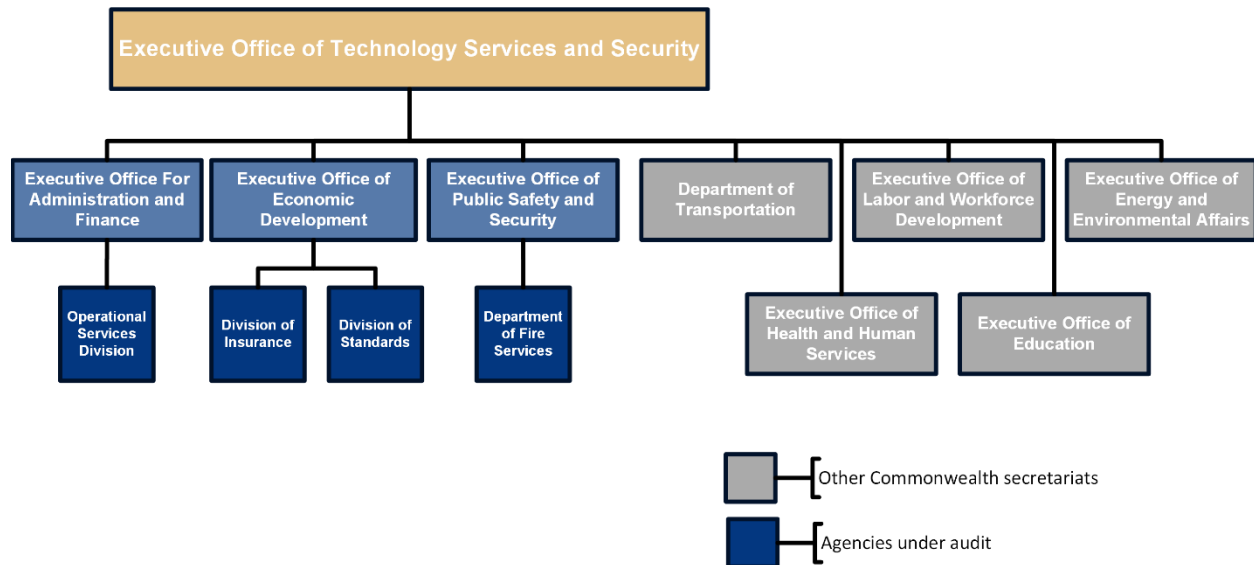 Executive Office of Technology Services and Security
Executive Office For
Administration and
Finance
Executive Office of
Economic
Development
Executive Office of
Public Safety and
Security
Department of
Transportation
Executive Office of
Labor and Workforce
Development
Executive Office of
Energy and
Environmental Affairs
Operational
Services
Division
Division of
Insurance
Division of
Standards
Department
of Fire
Services
Executive Office of
Health and Human
Services
Executive Office of
Education
Other Commonwealth secretariats
Agencies under audit